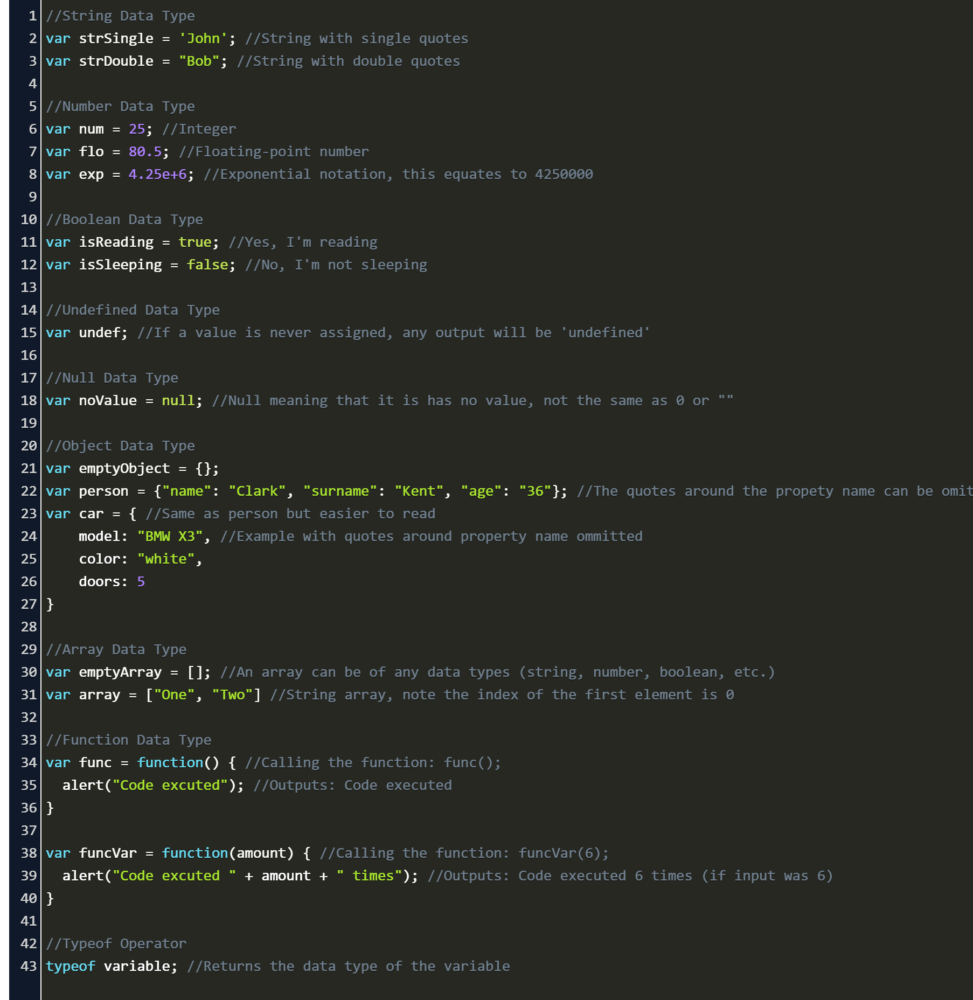 1 //String Data Type
2 var strSingle = 'John'; //String with single quotes
3 var strDouble = "Bob"; //String with double quotes
4
5 //Number Data Type
6 var num = 25; //Integer
7 var flo = 80.5; //Floating-point number
8 var exp = 4.25e+6; //Exponential notation, this equates to 4250000
9
10 //Boolean Data Type
11 var isReading = true; //Yes, I'm reading
12 var isSleeping = false; //No, I'm not sleeping
13
14 //Undefined Data Type
15 var undef; //If a value is never assigned, any output will be 'undefined'
16
17 //Null Data Type
18 var noValue = null; //Null meaning that it is has no value, not the same as 0 or ""
19
20 //Object Data Type
21 var emptyObject = {};
22 var person = {"name": "Clark", "surname": "Kent", "age": "36"}; //The quotes around the propety name can be omit
23 var car = { //Same as person but easier to read
24     model: "BMW X3", //Example with quotes around property name ommitted
25     color: "white",
26     doors: 5
27 }
28
29 //Array Data Type
30 var emptyArray = []; //An array can be of any data types (string, number, boolean, etc.)
31 var array = ["One", "Two"] //String array, note the index of the first element is 0
32
33 //Function Data Type
34 var func = function() { //Calling the function: func();
35   alert("Code excuted"); //Outputs: Code executed
36 }
37
38 var funcVar = function(amount) { //Calling the function: funcVar(6);
39   alert("Code excuted " + amount + " times"); //Outputs: Code executed 6 times (if input was 6)
40 }
41
42 //Typeof Operator
43 typeof variable; //Returns the data type of the variable